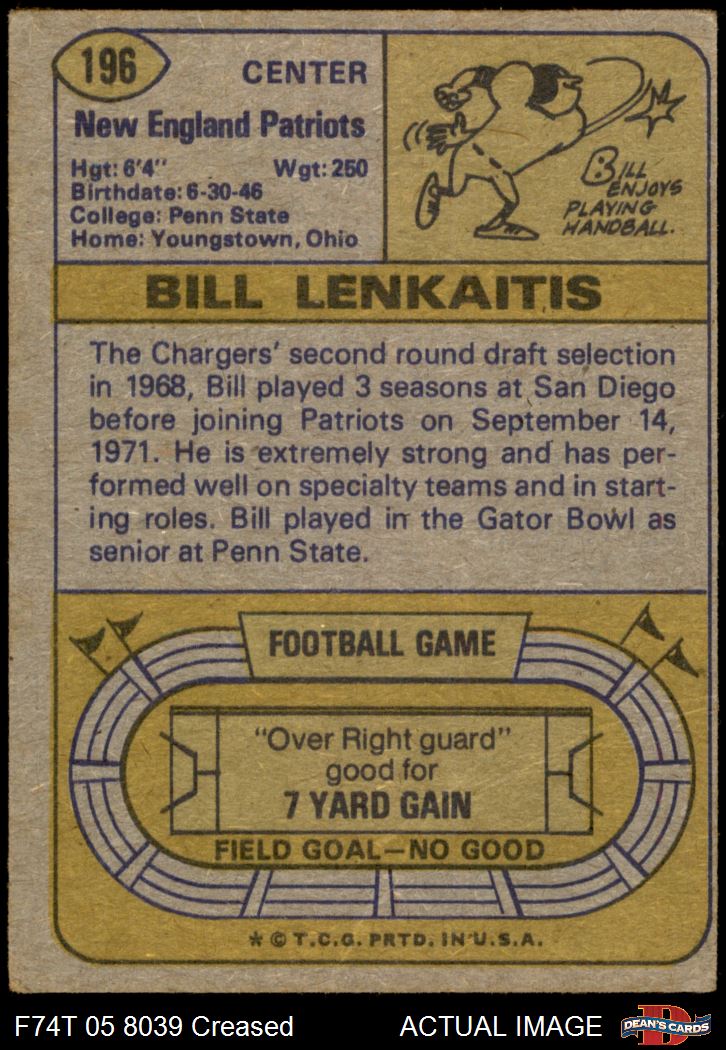 196
CENTER
New England Patriots
Hgt: 6'4" Wgt: 250
Birthdate: 6-30-46
College: Penn State
Home: Youngstown, Ohio
BILL
ENJOYS
PLAYING
HANDBALL.
BILL LENKAITIS
The Chargers' second round draft selection
in 1968, Bill played 3 seasons at San Diego
before joining Patriots on September 14,
1971. He is extremely strong and has per-
formed well on specialty teams and in start-
ing roles. Bill played in the Gator Bowl as
senior at Penn State.
FOOTBALL GAME
"Over Right guard"
good for
7 YARD GAIN
FIELD GOAL—NO GOOD
* © T.C.G. PRTD. IN U.S.A.
F74T 05 8039 Creased ACTUAL IMAGE
D
DEAN'S CARDS